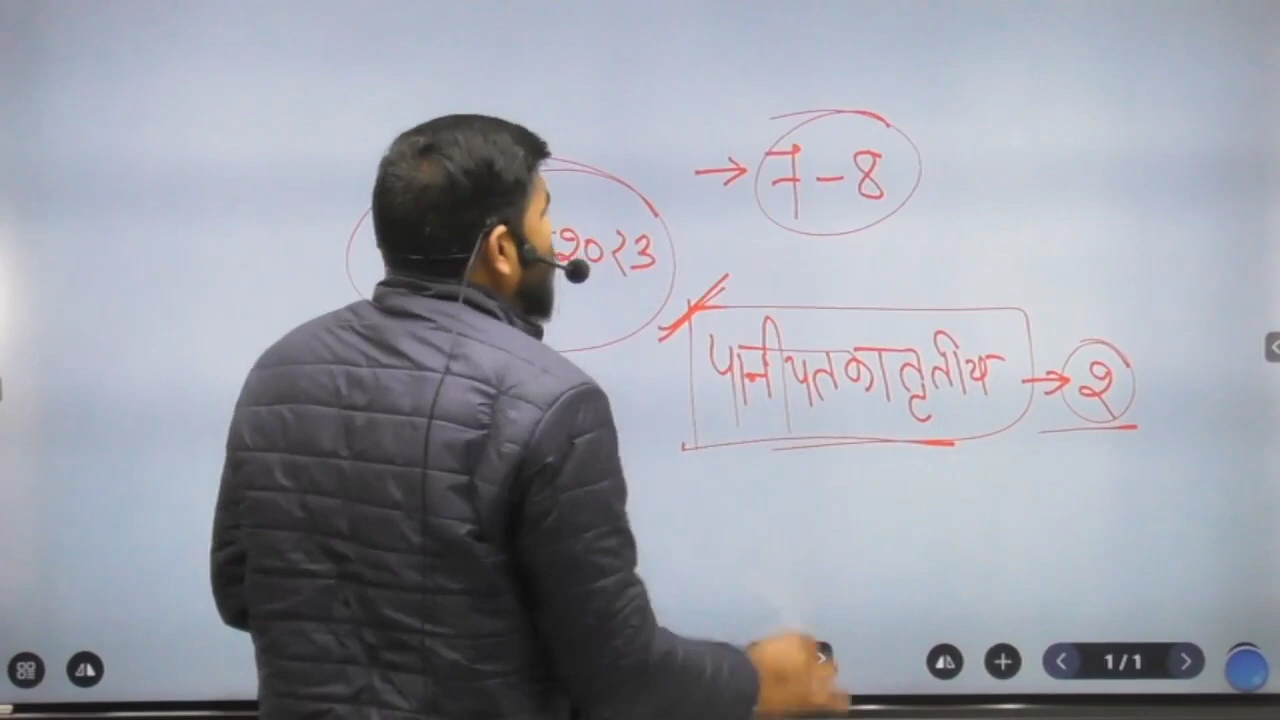 → 7-8
२०२३
पानीपत का तृतीय → २
1/1